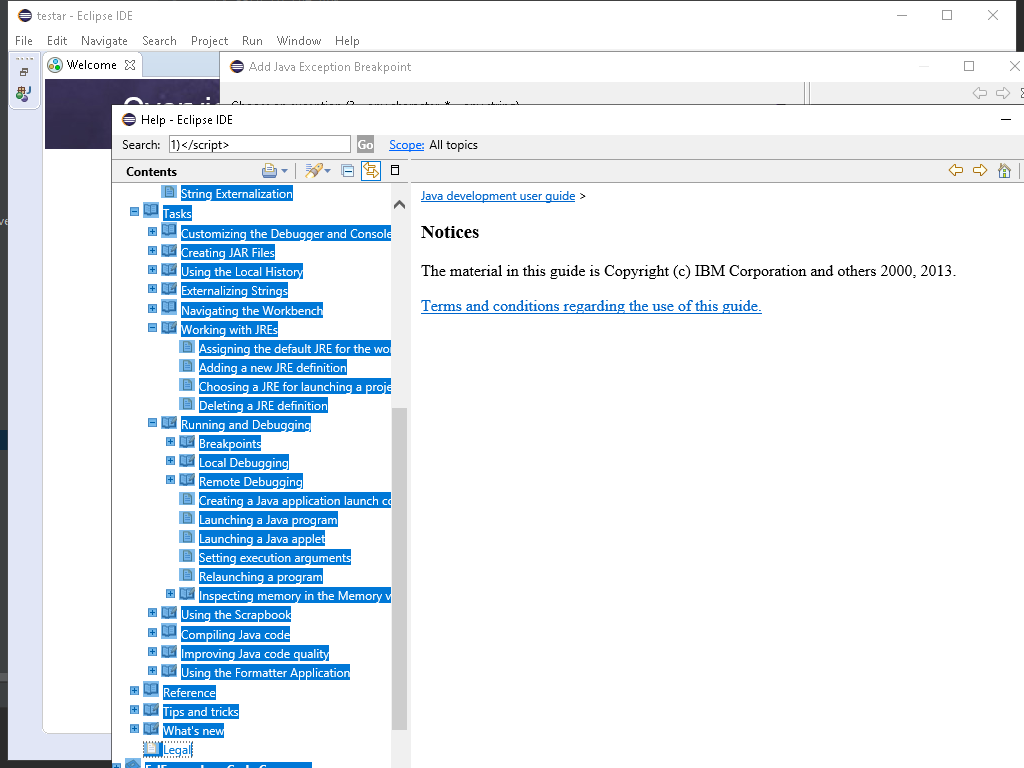 testar - Eclipse IDE
File Edit Navigate Search Project Run Window Help
Welcome
Add Java Exception Breakpoint
Help - Eclipse IDE
Search: 1)</script> Go Scope: All topics
Contents
String Externalization
Tasks
Customizing the Debugger and Console
Creating JAR Files
Using the Local History
Externalizing Strings
Navigating the Workbench
Working with JREs
Assigning the default JRE for the wor
Adding a new JRE definition
Choosing a JRE for launching a proje
Deleting a JRE definition
Running and Debugging
Breakpoints
Local Debugging
Remote Debugging
Creating a Java application launch co
Launching a Java program
Launching a Java applet
Setting execution arguments
Relaunching a program
Inspecting memory in the Memory v
Using the Scrapbook
Compiling Java code
Improving Java code quality
Using the Formatter Application
Reference
Tips and tricks
What's new
Legal
Java development user guide >
Notices
The material in this guide is Copyright (c) IBM Corporation and others 2000, 2013.
Terms and conditions regarding the use of this guide.